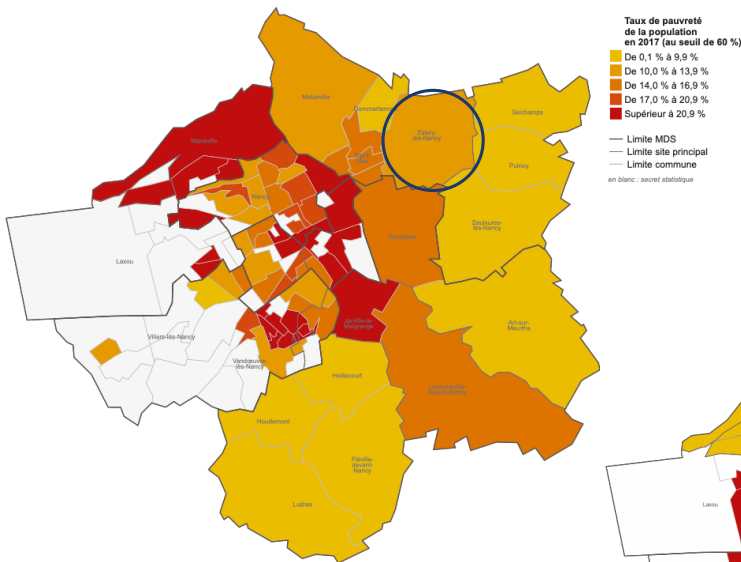 Taux de pauvreté
de la population
en 2017 (au seuil de 60 %)
De 0,1 % à 9,9 %
De 10,0 % à 13,9 %
De 14,0 % à 16,9 %
De 17,0 % à 20,9 %
Supérieur à 20,9 %
Limite MDS
Limite site principal
Limite commune
en blanc : secret statistique
Malzéville
Dommartemont
Seichamps
Essey-
lès-Nancy
Maxéville
Saint-
Max
Pulnoy
Nancy
Saulxures-
lès-Nancy
Tomblaine
Laxou
Jarville-la-
Malgrange
Art-sur-
Meurthe
Villers-lès-Nancy
Vandœuvre-
lès-Nancy
Heillecourt
Laneuveville-
devant-Nancy
Houdemont
Fléville-
devant-
Nancy
Ludres
Laxou